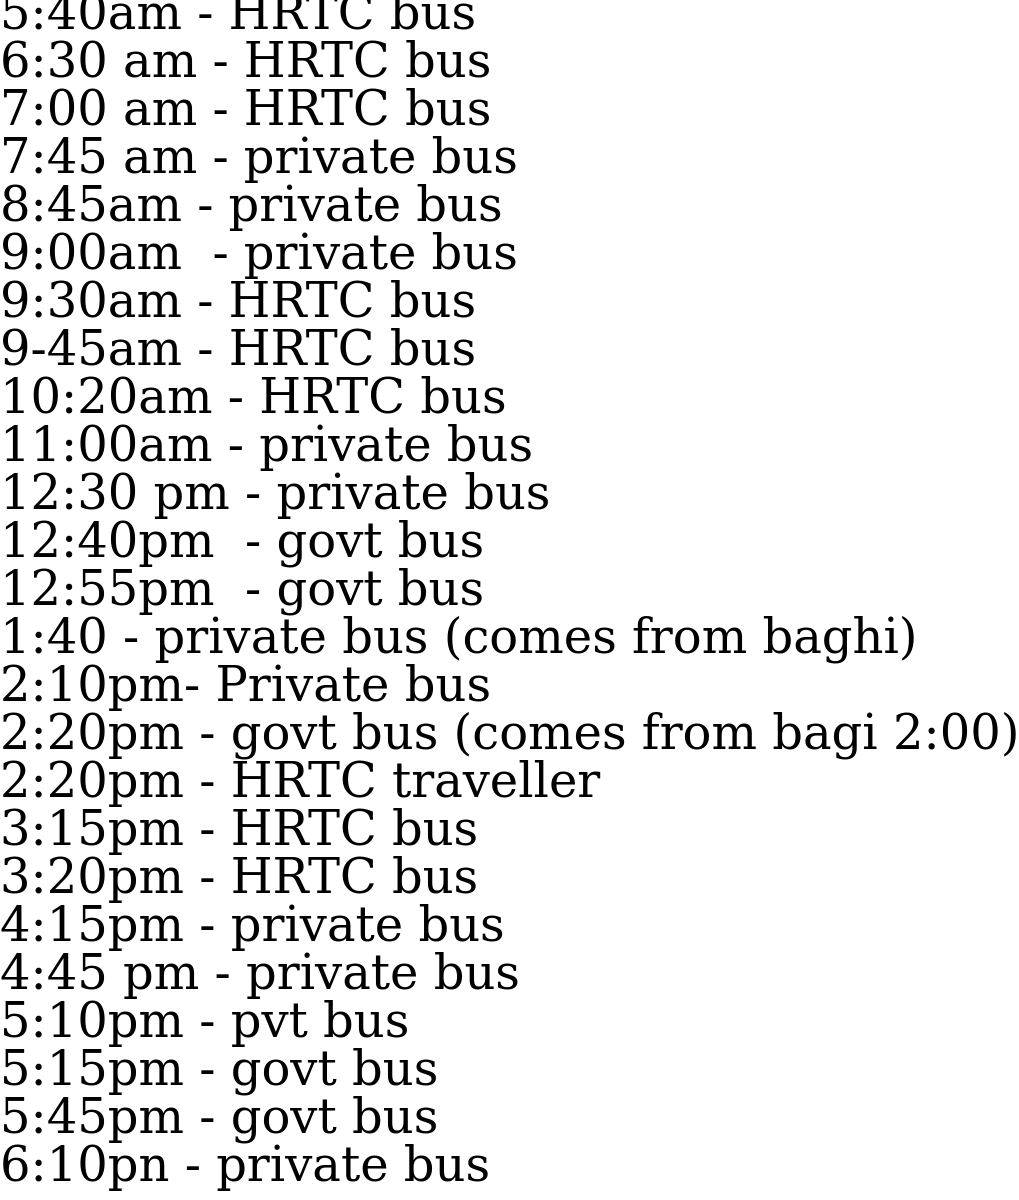 5:40am - HRTC bus
6:30 am - HRTC bus
7:00 am - HRTC bus
7:45 am - private bus
8:45am - private bus
9:00am  - private bus
9:30am - HRTC bus
9-45am - HRTC bus
10:20am - HRTC bus
11:00am - private bus
12:30 pm - private bus
12:40pm  - govt bus
12:55pm  - govt bus
1:40 - private bus (comes from baghi)
2:10pm- Private bus
2:20pm - govt bus (comes from bagi 2:00)
2:20pm - HRTC traveller
3:15pm - HRTC bus
3:20pm - HRTC bus
4:15pm - private bus
4:45 pm - private bus
5:10pm - pvt bus
5:15pm - govt bus
5:45pm - govt bus
6:10pn - private bus